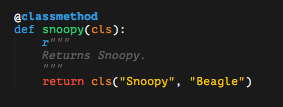 @classmethod
def snoopy(cls):
    r"""
    Returns Snoopy.
    """
    return cls("Snoopy", "Beagle")